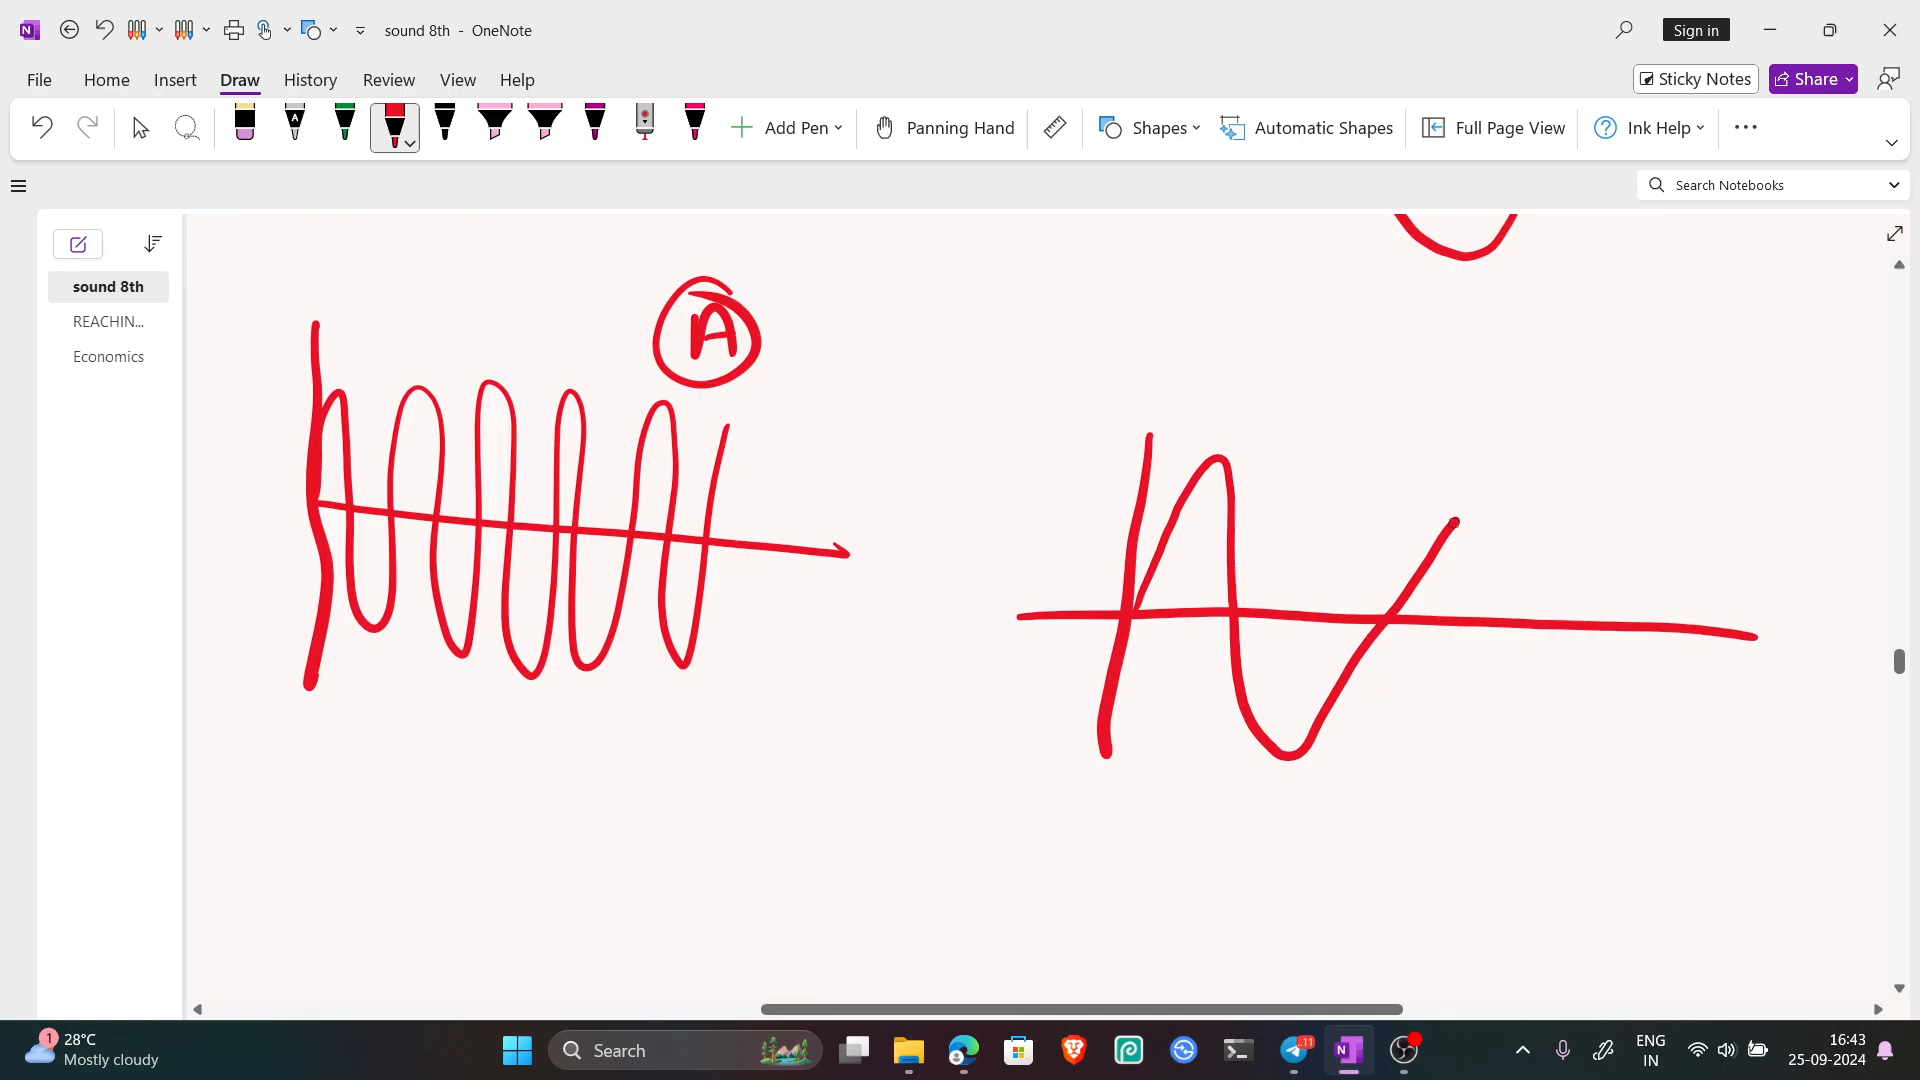 sound 8th - OneNote
Sign in
File Home Insert Draw History Review View Help
Sticky Notes
Share
A
Add Pen
Panning Hand
Shapes
Automatic Shapes
Full Page View
Ink Help
Search Notebooks
sound 8th
REACHIN...
Economics
A
1
28°C
Mostly cloudy
Search
11
ENG
IN
16:43
25-09-2024